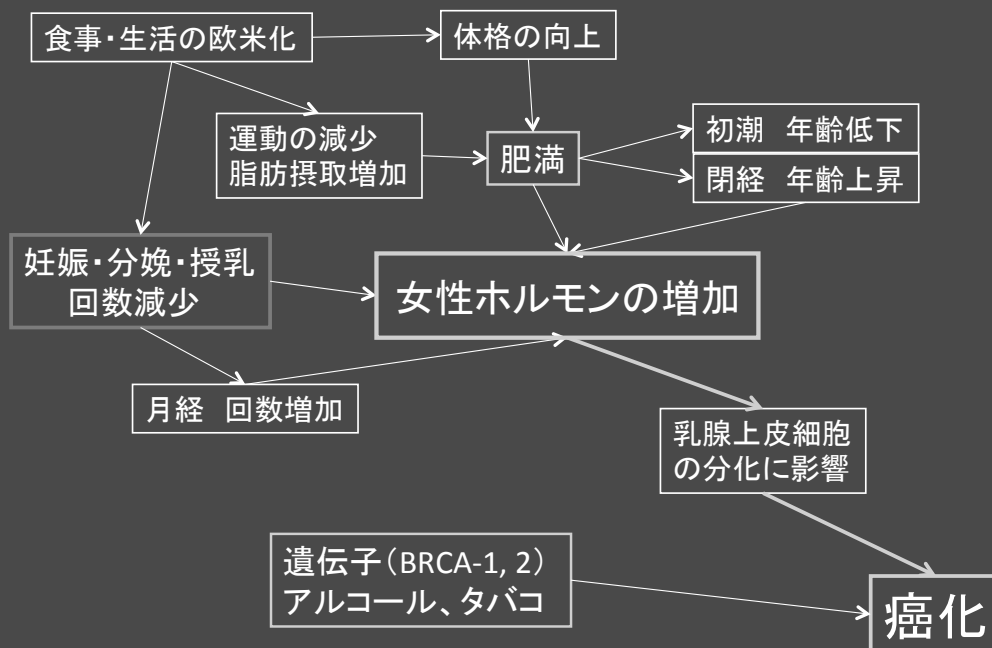 食事・生活の欧米化
体格の向上
運動の減少
脂肪摂取増加
肥満
初潮　年齢低下
閉経　年齢上昇
妊娠・分娩・授乳
回数減少
女性ホルモンの増加
月経　回数増加
乳腺上皮細胞
の分化に影響
遺伝子（BRCA-1, 2）
アルコール、タバコ
癌化